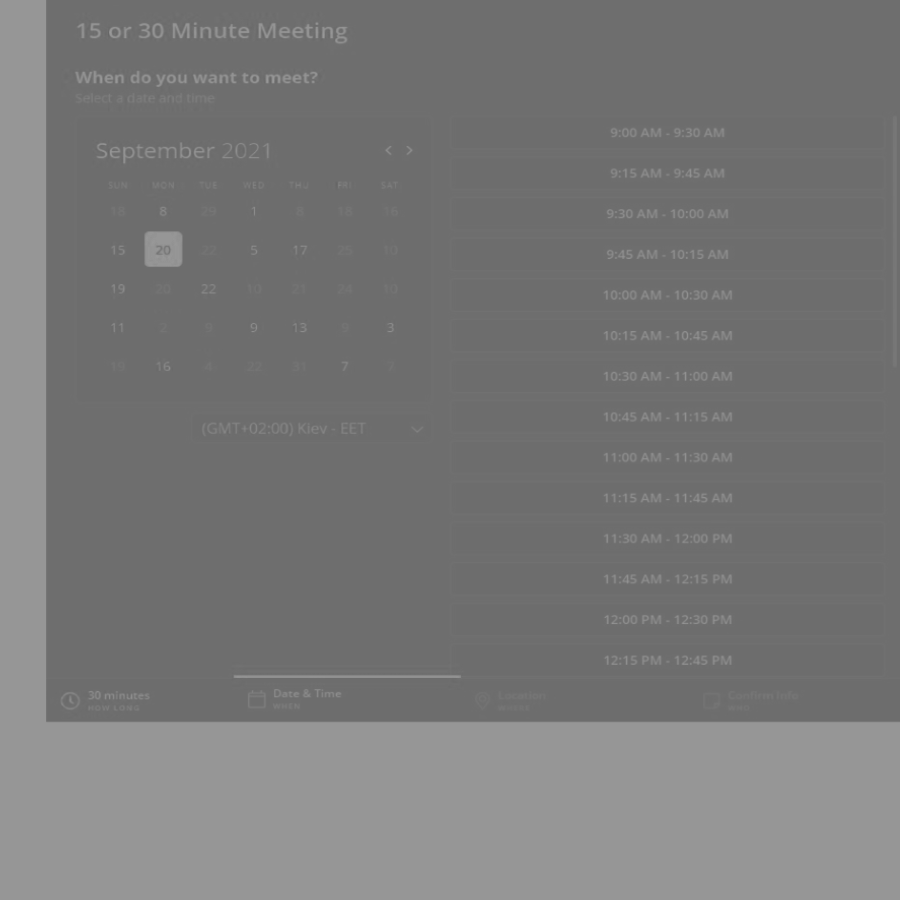 15 or 30 Minute Meeting
When do you want to meet?
Select a date and time
September 2021
SUN MON TUE WED THU FRI SAT
18 8 29 1 8 18 16
15 20 22 5 17 25 10
19 20 22 10 21 24 10
11 2 9 9 13 9 3
16 4 22 31 7
(GMT+02:00) Kiev - EET
9:00 AM - 9:30 AM
9:15 AM - 9:45 AM
9:30 AM - 10:00 AM
9:45 AM - 10:15 AM
10:00 AM - 10:30 AM
10:15 AM - 10:45 AM
10:30 AM - 11:00 AM
10:45 AM - 11:15 AM
11:00 AM - 11:30 AM
11:15 AM - 11:45 AM
11:30 AM - 12:00 PM
11:45 AM - 12:15 PM
12:00 PM - 12:30 PM
12:15 PM - 12:45 PM
30 minutes
HOW LONG
Date & Time
WHEN
Location
Confirm Info